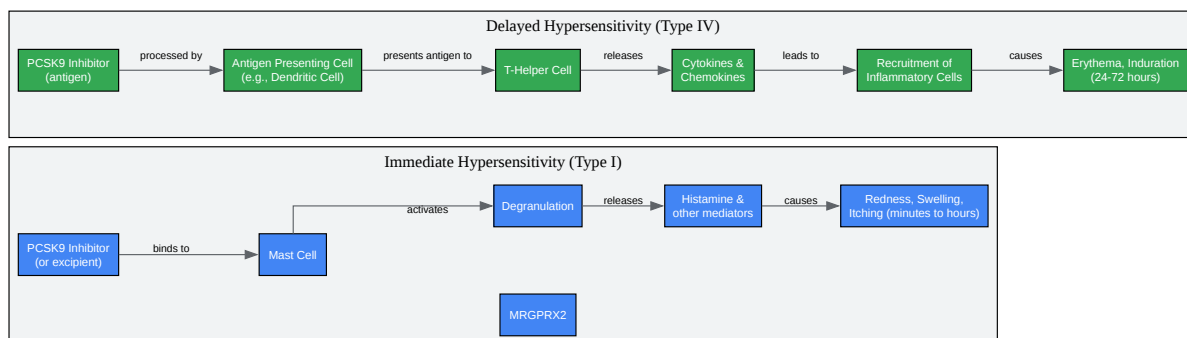 Delayed Hypersensitivity (Type IV)
PCSK9 Inhibitor
(antigen)
processed by
Antigen Presenting Cell
(e.g., Dendritic Cell)
presents antigen to
T-Helper Cell
releases
Cytokines &
Chemokines
leads to
Recruitment of
Inflammatory Cells
causes
Erythema, Induration
(24-72 hours)
Immediate Hypersensitivity (Type I)
PCSK9 Inhibitor
(or excipient)
binds to
Mast Cell
activates
Degranulation
releases
Histamine &
other mediators
causes
Redness, Swelling,
Itching (minutes to hours)
MRGPRX2